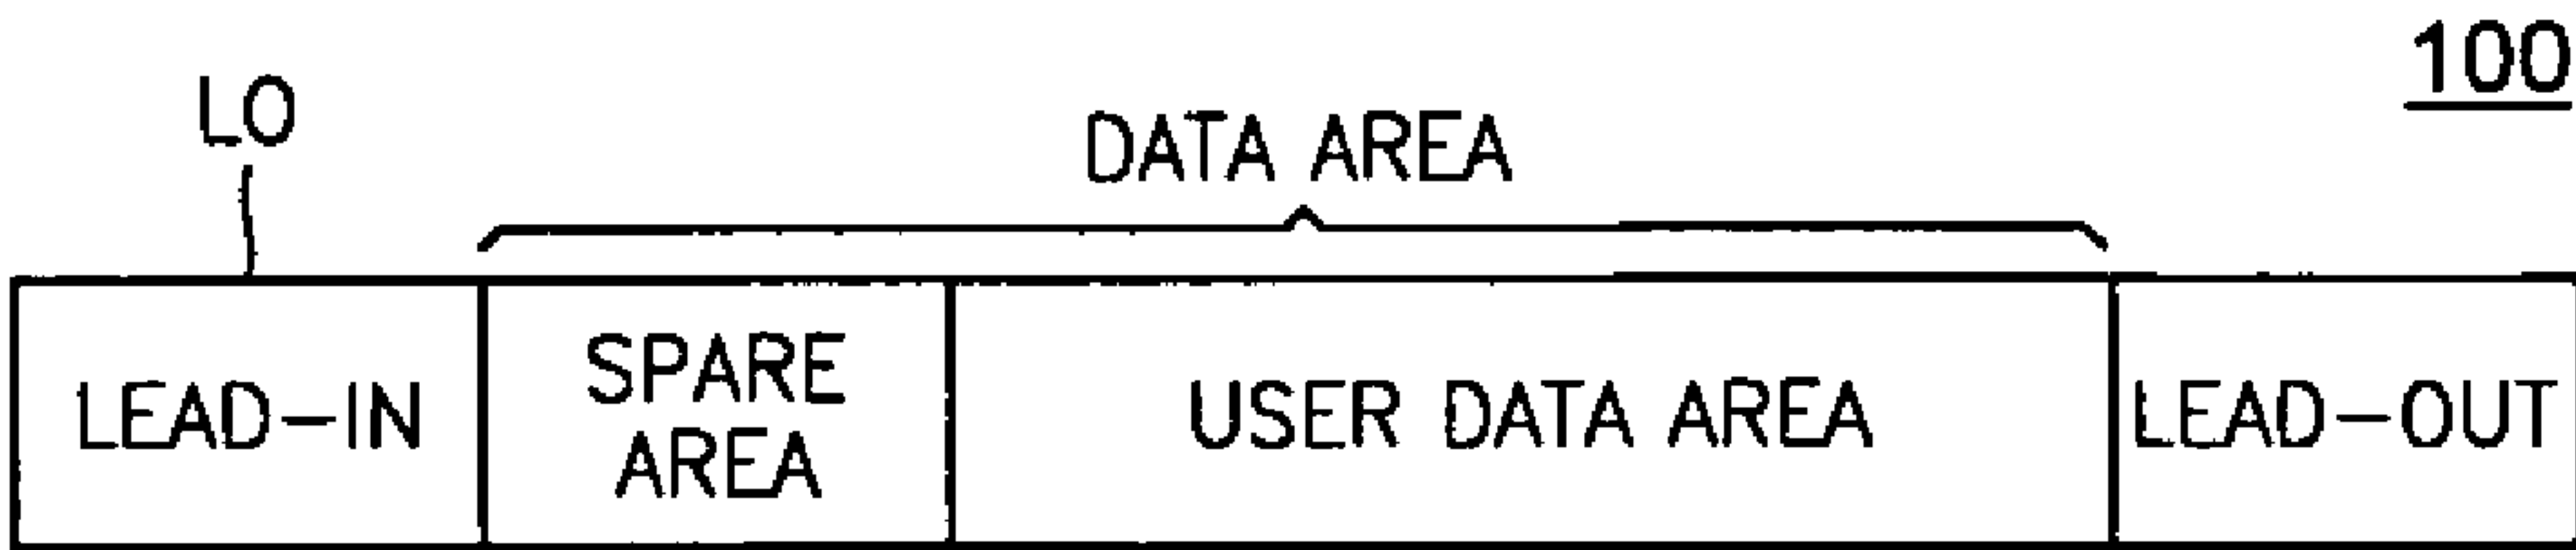 100
LO
DATA AREA
LEAD-IN
SPARE
AREA
USER DATA AREA
LEAD-OUT